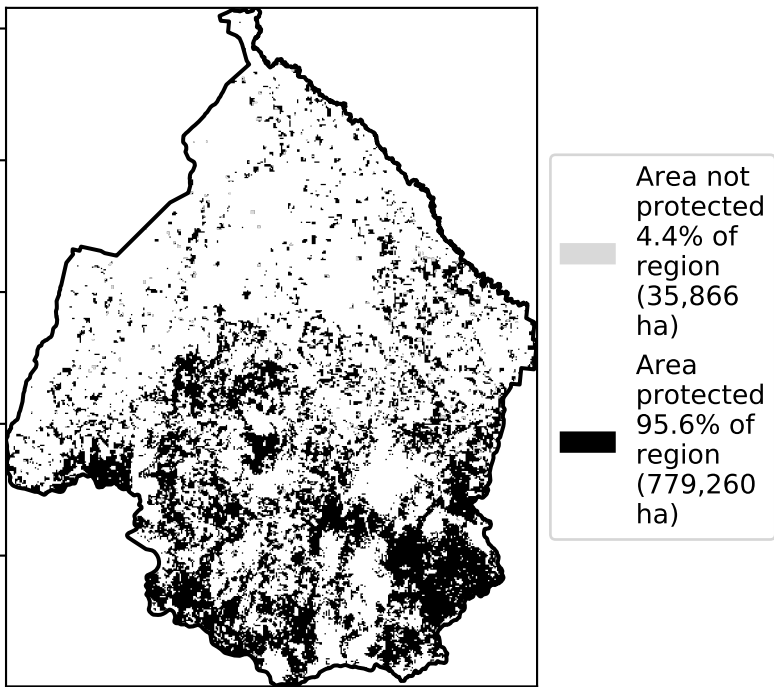 Area not
protected
4.4% of
region
(35,866
ha)
Area
protected
95.6% of
region
(779,260
ha)